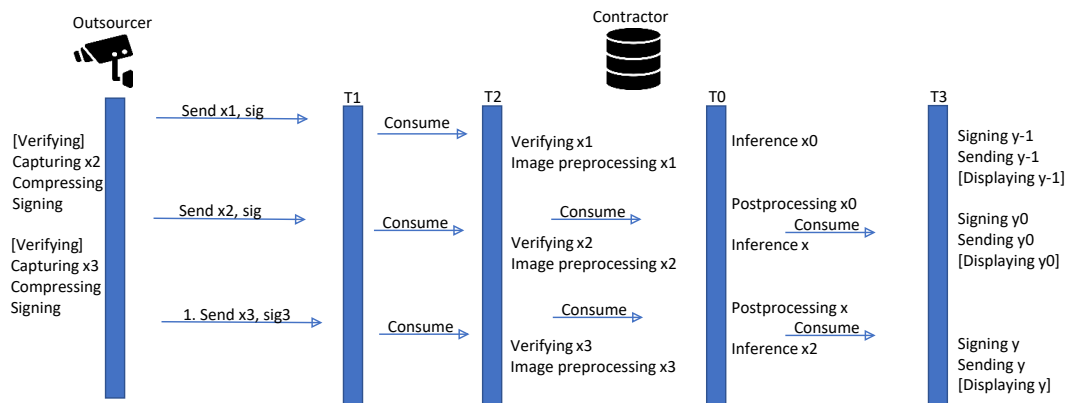 Outsourcer
Contractor
T1
T2
T0
T3
Send x1, sig
Consume
[Verifying]
Capturing x2
Compressing
Signing
Verifying x1
Image preprocessing x1
Inference x0
Signing y-1
Sending y-1
[Displaying y-1]
Send x2, sig
Consume
Consume
Postprocessing x0
Consume
[Verifying]
Capturing x3
Compressing
Signing
Verifying x2
Image preprocessing x2
Inference x
Signing y0
Sending y0
[Displaying y0]
1. Send x3, sig3
Consume
Consume
Postprocessing x
Consume
Verifying x3
Image preprocessing x3
Inference x2
Signing y
Sending y
[Displaying y]